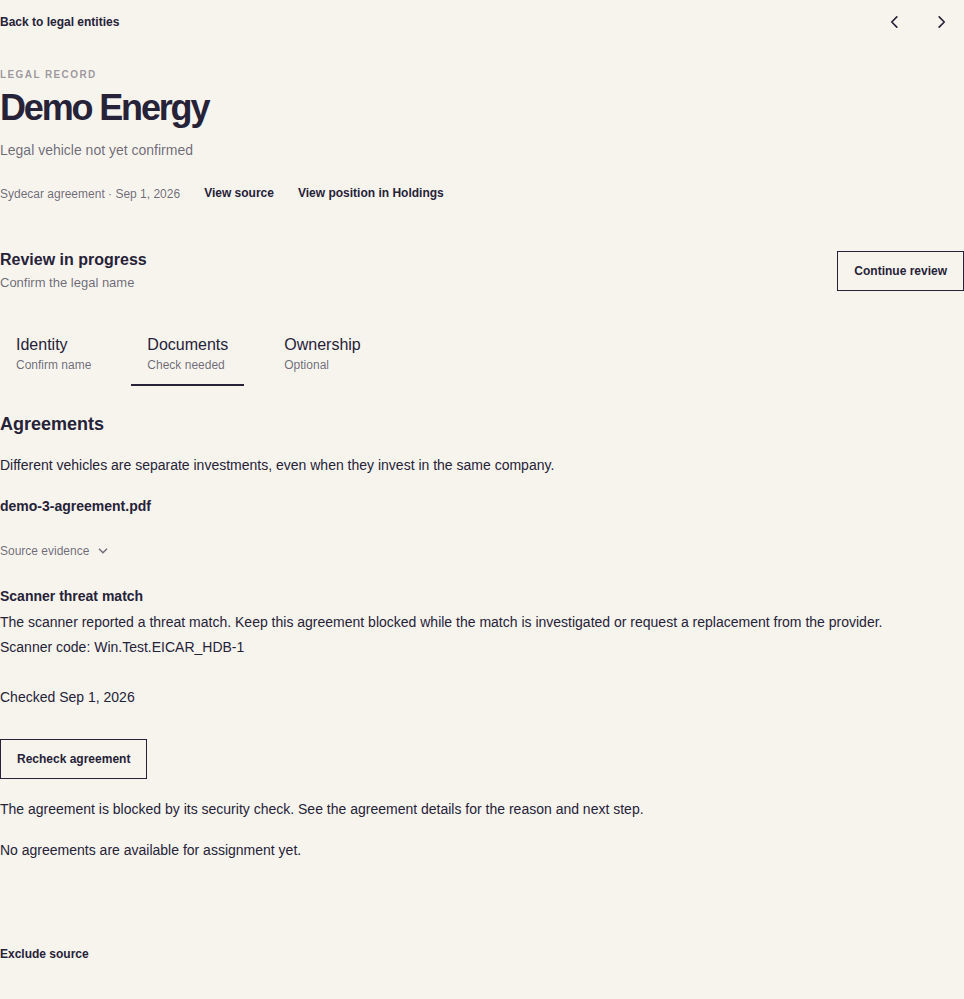 Back to legal entities
LEGAL RECORD
Demo Energy
Legal vehicle not yet confirmed
Sydecar agreement · Sep 1, 2026 View source View position in Holdings
Review in progress
Confirm the legal name
Continue review
Identity Documents Ownership
Confirm name Check needed Optional
Agreements
Different vehicles are separate investments, even when they invest in the same company.
demo-3-agreement.pdf
Source evidence
Scanner threat match
The scanner reported a threat match. Keep this agreement blocked while the match is investigated or request a replacement from the provider.
Scanner code: Win.Test.EICAR_HDB-1
Checked Sep 1, 2026
Recheck agreement
The agreement is blocked by its security check. See the agreement details for the reason and next step.
No agreements are available for assignment yet.
Exclude source